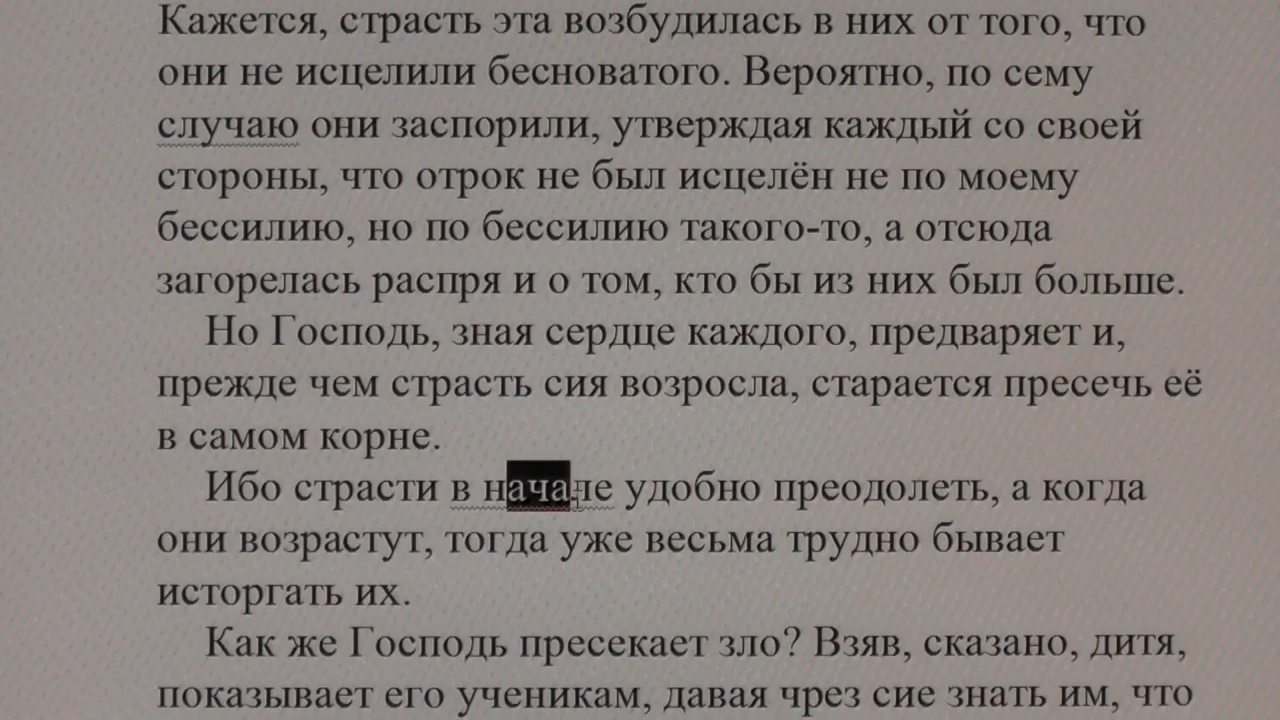 Кажется, страсть эта возбудилась в них от того, что
они не исцелили бесноватого. Вероятно, по сему
случаю они заспорили, утверждая каждый со своей
стороны, что отрок не был исцелён не по моему
бессилию, но по бессилию такого-то, а отсюда
загорелась распря и о том, кто бы из них был больше.
Но Господь, зная сердце каждого, предваряет и,
прежде чем страсть сия возросла, старается пресечь её
в самом корне.
Ибо страсти в начале удобно преодолеть, а когда
они возрастут, тогда уже весьма трудно бывает
исторгать их.
Как же Господь пресекает зло? Взяв, сказано, дитя,
показывает его ученикам, давая чрез сие знать им, что